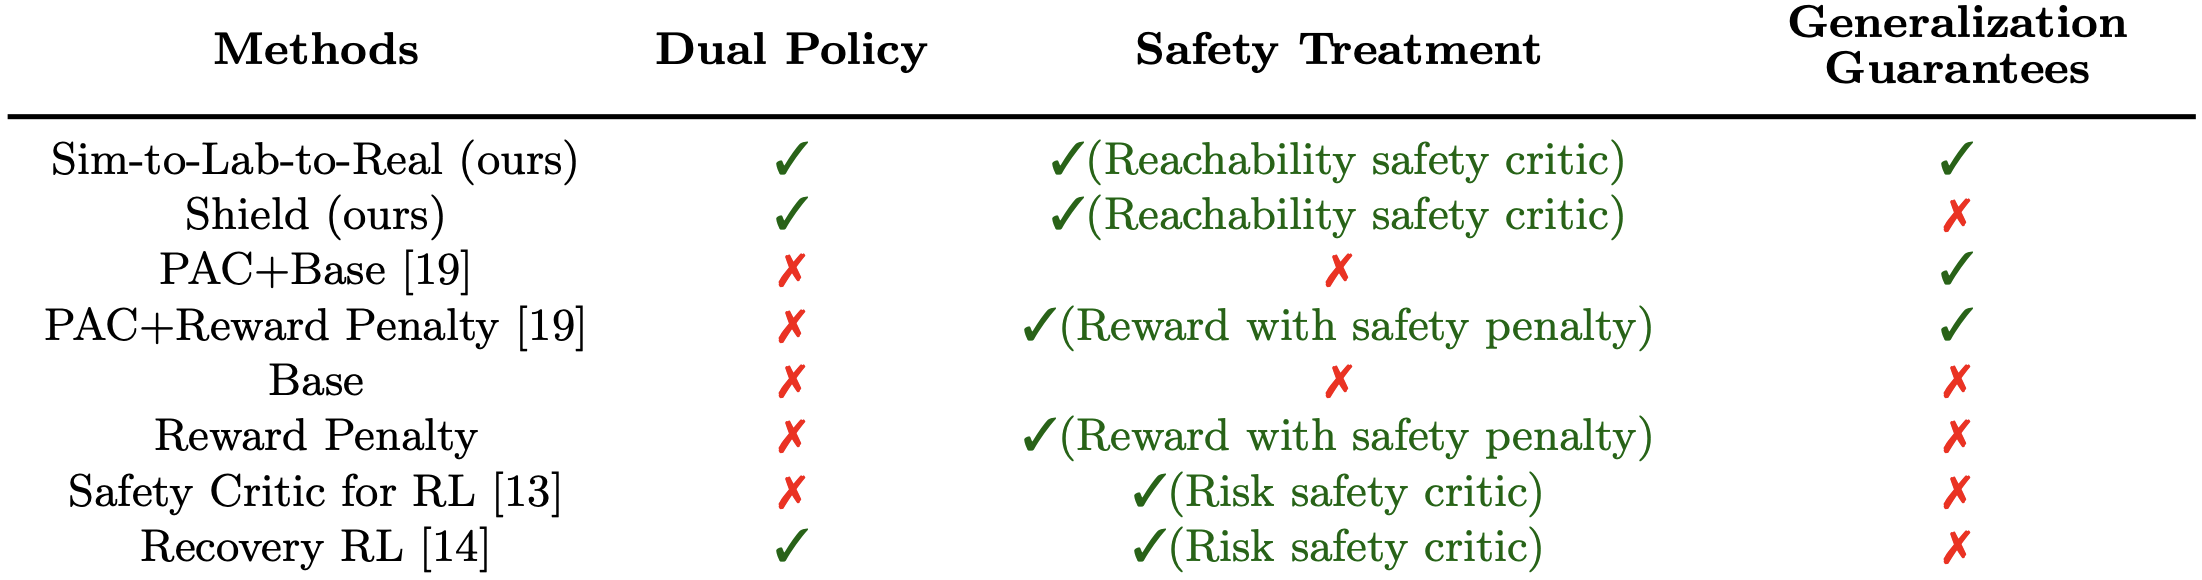 Methods Dual Policy Safety Treatment Generalization Guarantees
Sim-to-Lab-to-Real (ours) ✓ ✓(Reachability safety critic) ✓
Shield (ours) ✓ ✓(Reachability safety critic) ✗
PAC+Base [19] ✗ ✗ ✓
PAC+Reward Penalty [19] ✗ ✓(Reward with safety penalty) ✓
Base ✗ ✗ ✗
Reward Penalty ✗ ✓(Reward with safety penalty) ✗
Safety Critic for RL [13] ✗ ✓(Risk safety critic) ✗
Recovery RL [14] ✓ ✓(Risk safety critic) ✗